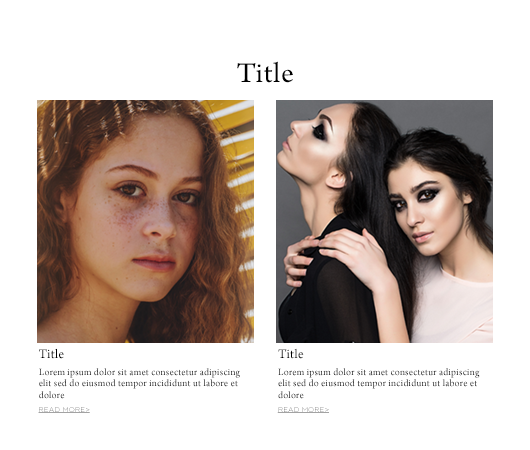 Title
Title
Lorem ipsum dolor sit amet consectetur adipiscing
elit sed do eiusmod tempor incididunt ut labore et
dolore
READ MORE>
Title
Lorem ipsum dolor sit amet consectetur adipiscing
elit sed do eiusmod tempor incididunt ut labore et
dolore
READ MORE>